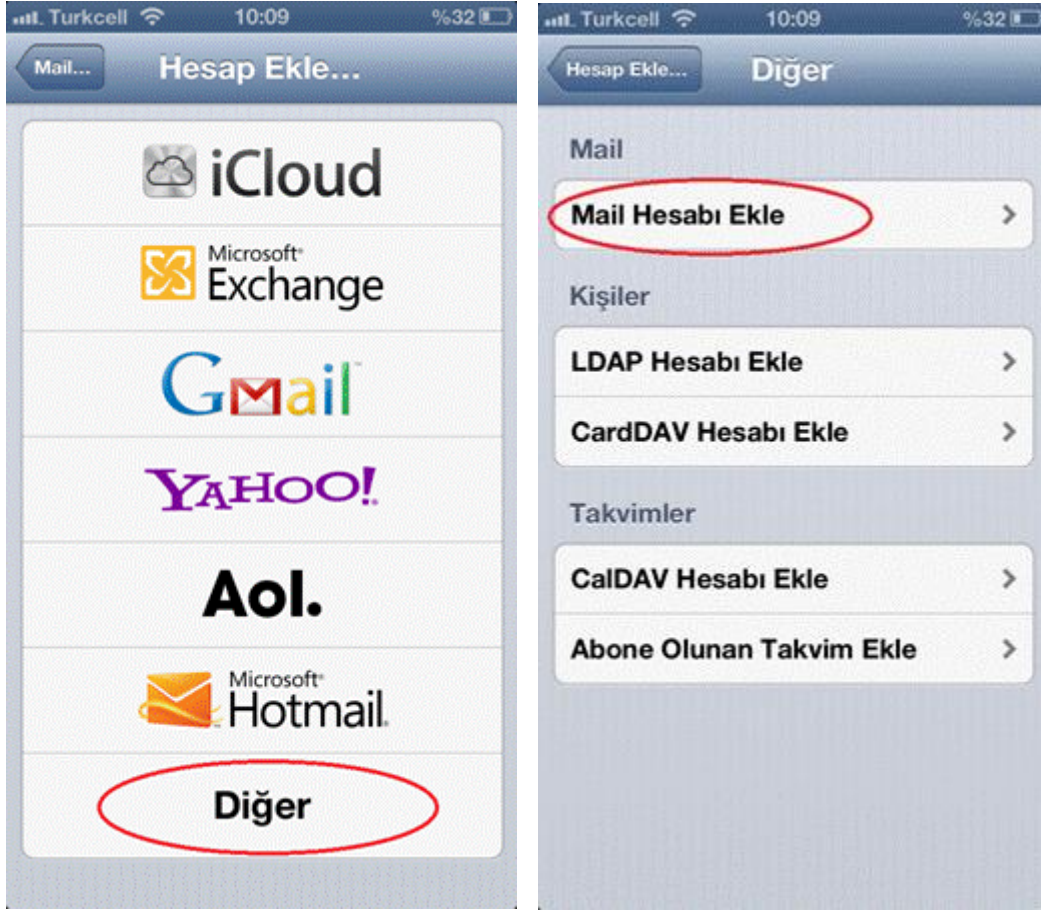 Turkcell 10:09 %32
Mail... Hesap Ekle...
iCloud
Microsoft®
Exchange
Gmail™
YAHOO!
Aol.
Microsoft®
Hotmail®
Diğer
Turkcell 10:09 %32
Hesap Ekle... Diğer
Mail
Mail Hesabı Ekle
Kişiler
LDAP Hesabı Ekle
CardDAV Hesabı Ekle
Takvimler
CalDAV Hesabı Ekle
Abone Olunan Takvim Ekle